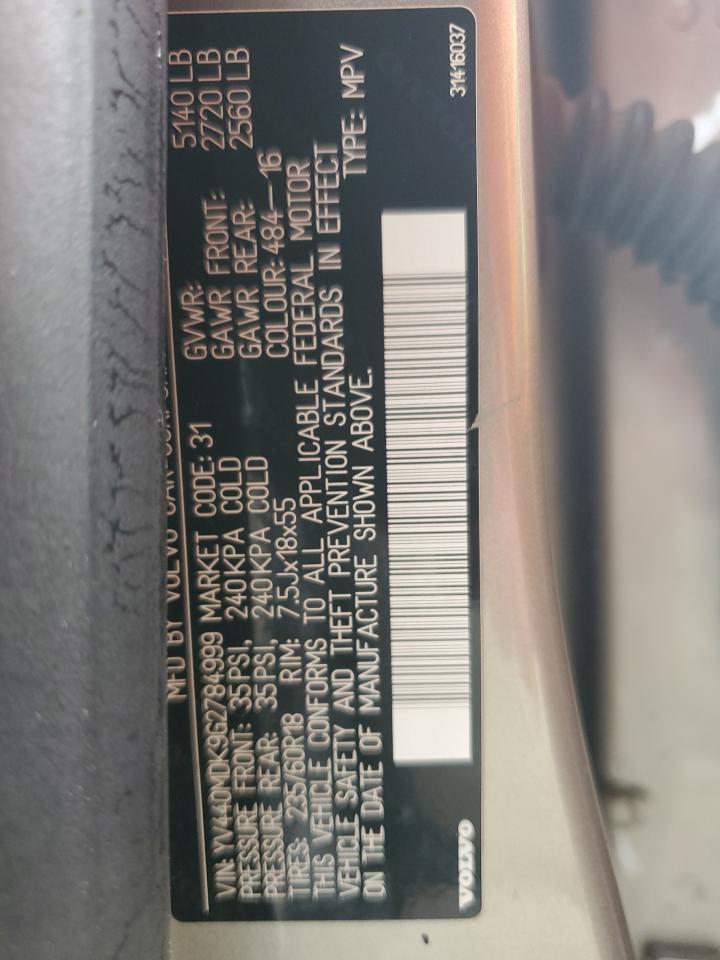 MFD BY VOLVO CAR
VIN: YV440MDK9G2784999 MARKET CODE: 31 GVWR: 5140 LB
PRESSURE FRONT: 35PSI, 240KPA COLD GAWR FRONT: 2720 LB
PRESSURE REAR: 35PSI, 240KPA COLD GAWR REAR: 2560 LB
TIRES: 235/60R18 RIM: 7.5Jx18x55 COLOUR: 484—16
THIS VEHICLE CONFORMS TO ALL APPLICABLE FEDERAL MOTOR
VEHICLE SAFETY AND THEFT PREVENTION STANDARDS IN EFFECT
ON THE DATE OF MANUFACTURE SHOWN ABOVE. TYPE: MPV
VOLVO 31416037